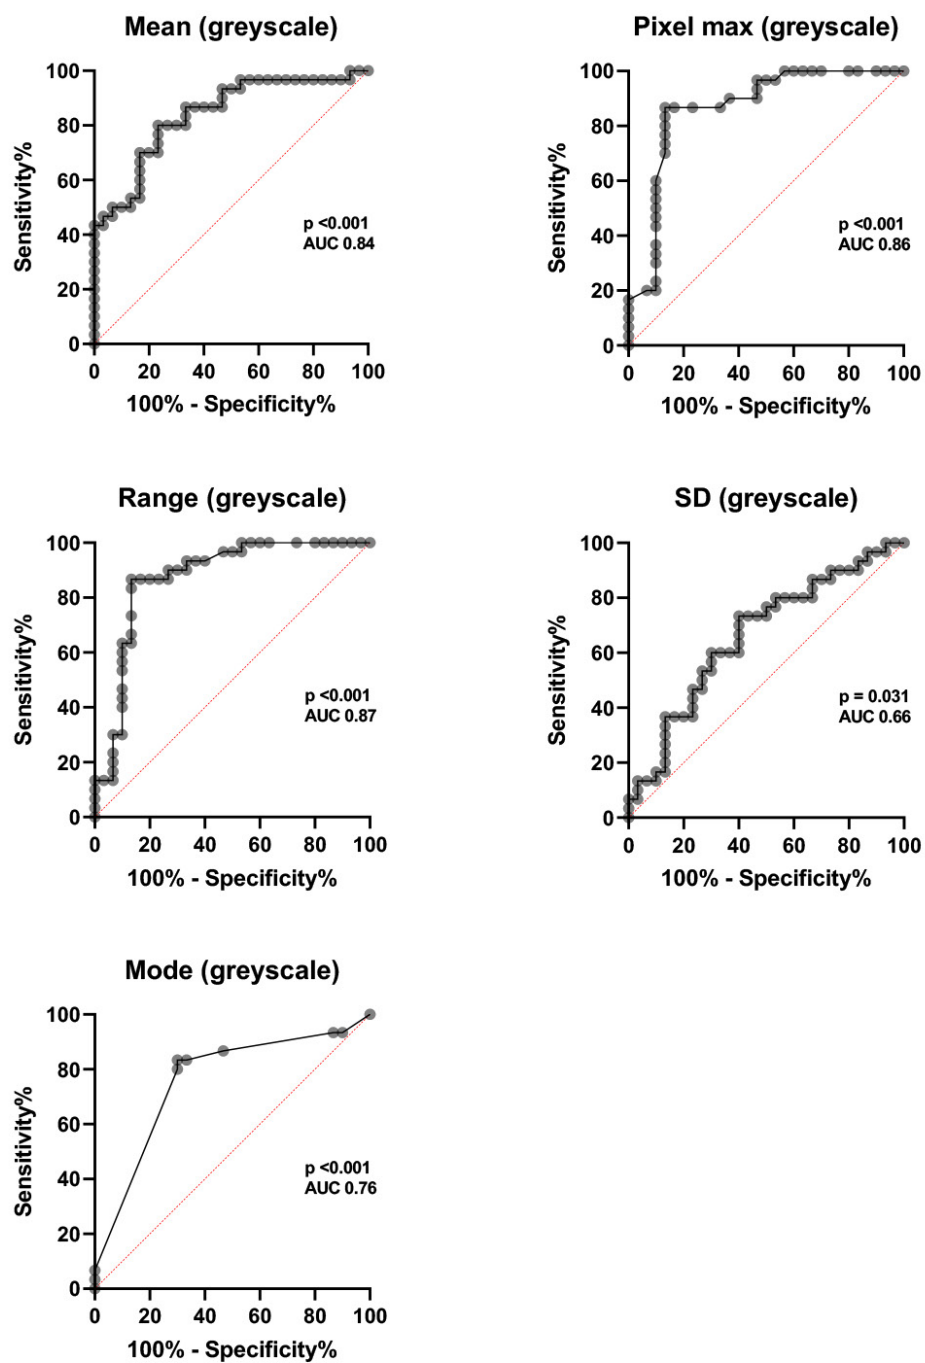 Mean (greyscale)
100
80
60
40
20
0
Sensitivity%
p <0.001
AUC 0.84
0 20 40 60 80 100
100% - Specificity%
Pixel max (greyscale)
100
80
60
40
20
0
Sensitivity%
p <0.001
AUC 0.86
0 20 40 60 80 100
100% - Specificity%
Range (greyscale)
100
80
60
40
20
0
Sensitivity%
p <0.001
AUC 0.87
0 20 40 60 80 100
100% - Specificity%
SD (greyscale)
100
80
60
40
20
0
Sensitivity%
p = 0.031
AUC 0.66
0 20 40 60 80 100
100% - Specificity%
Mode (greyscale)
100
80
60
40
20
0
Sensitivity%
p <0.001
AUC 0.76
0 20 40 60 80 100
100% - Specificity%